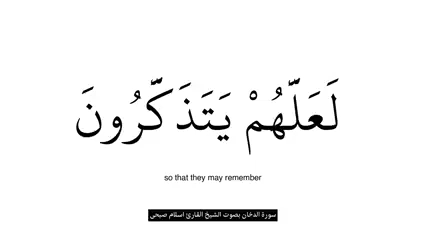 لَعَلَّهُمْ يَتَذَكَّرُونَ
so that they may remember
سورة الدخان بصوت الشيخ القارئ اسلام صبحي